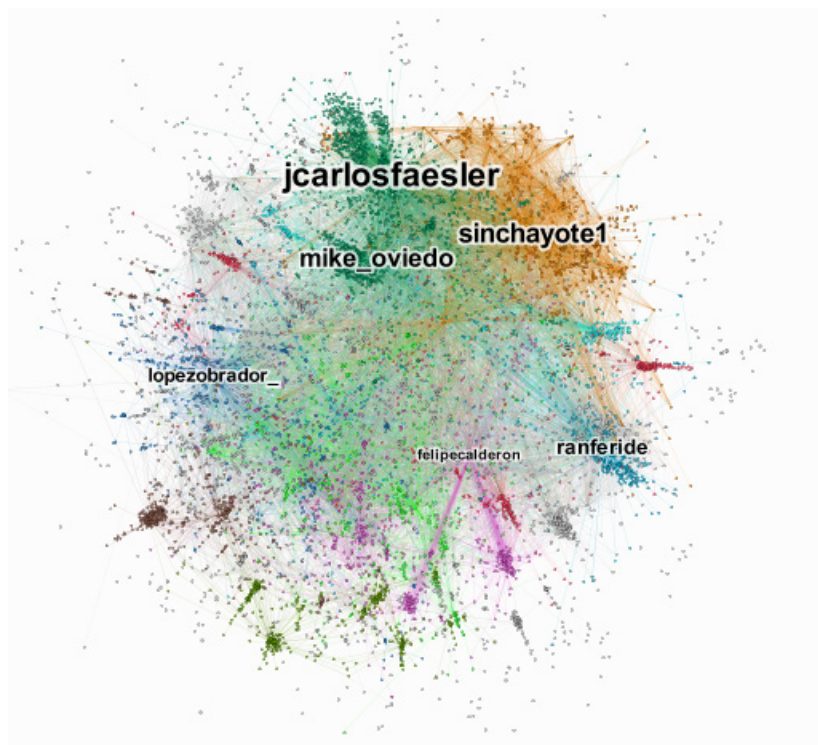 jcarlosfaesler
sinchayote1
mike_oviedo
lopezobrador_
ranferide
felipecalderon